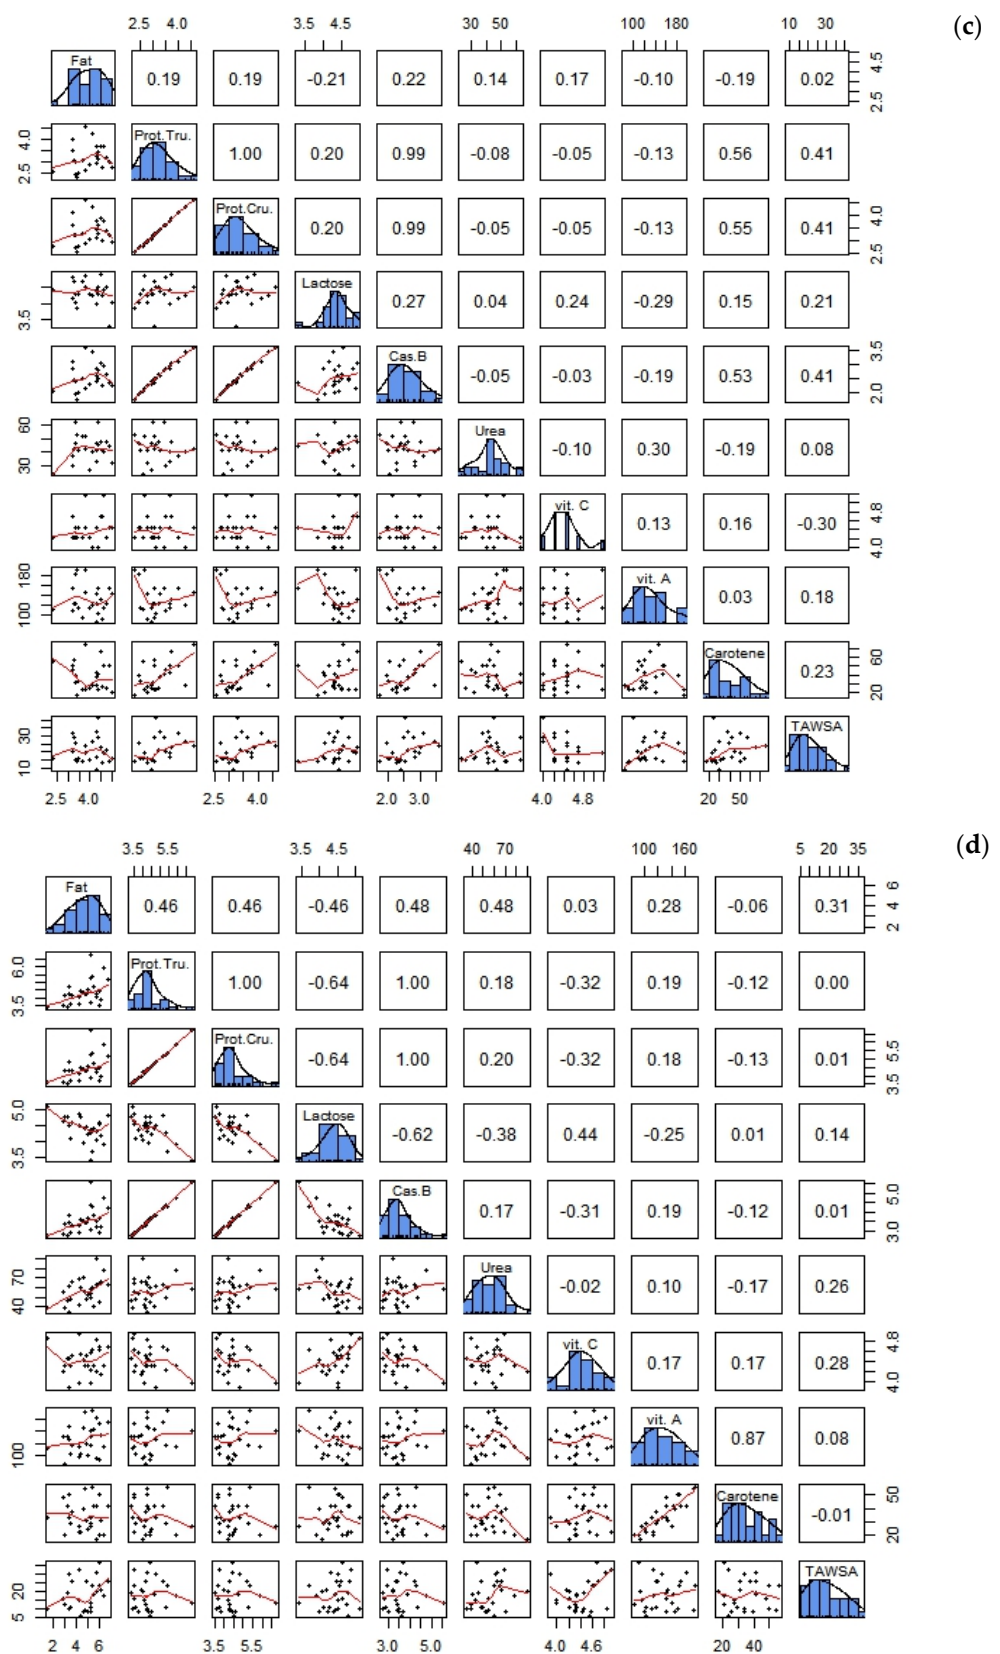 2.5 4.0 3.5 4.5 30 50 100 180 10 30 (c)
Fat 0.19 0.19 -0.21 0.22 0.14 0.17 -0.10 -0.19 0.02 2.5 4.5
2.5 4.0 Prot.Tru. 1.00 0.20 0.99 -0.08 -0.05 -0.13 0.56 0.41
Prot.Cru. 0.20 0.99 -0.05 -0.05 -0.13 0.55 0.41 2.5 4.0
3.5 Lactose 0.27 0.04 0.24 -0.29 0.15 0.21
Cas.B -0.05 -0.03 -0.19 0.53 0.41 2.0 3.5
30 60 Urea -0.10 0.30 -0.19 0.08
vit. C 0.13 0.16 -0.30 4.0 4.8
100 180 vit. A 0.03 0.18
Carotene 0.23 20 60
10 30 TAWSA
2.5 4.0 2.5 4.0 2.0 3.0 4.0 4.8 20 50
3.5 5.5 3.5 4.5 40 70 100 160 5 20 35 (d)
Fat 0.46 0.46 -0.46 0.48 0.48 0.03 0.28 -0.06 0.31 2 4 6
3.5 6.0 Prot.Tru. 1.00 -0.64 1.00 0.18 -0.32 0.19 -0.12 0.00
Prot.Cru. -0.64 1.00 0.20 -0.32 0.18 -0.13 0.01 3.5 5.5
3.5 5.0 Lactose -0.62 -0.38 0.44 -0.25 0.01 0.14
Cas.B 0.17 -0.31 0.19 -0.12 0.01 3.0 5.0
40 70 Urea -0.02 0.10 -0.17 0.26
vit. C 0.17 0.17 0.28 4.0 4.8
100 vit. A 0.87 0.08
Carotene -0.01 20 50
5 20 TAWSA
2 4 6 3.5 5.5 3.0 5.0 4.0 4.6 20 40